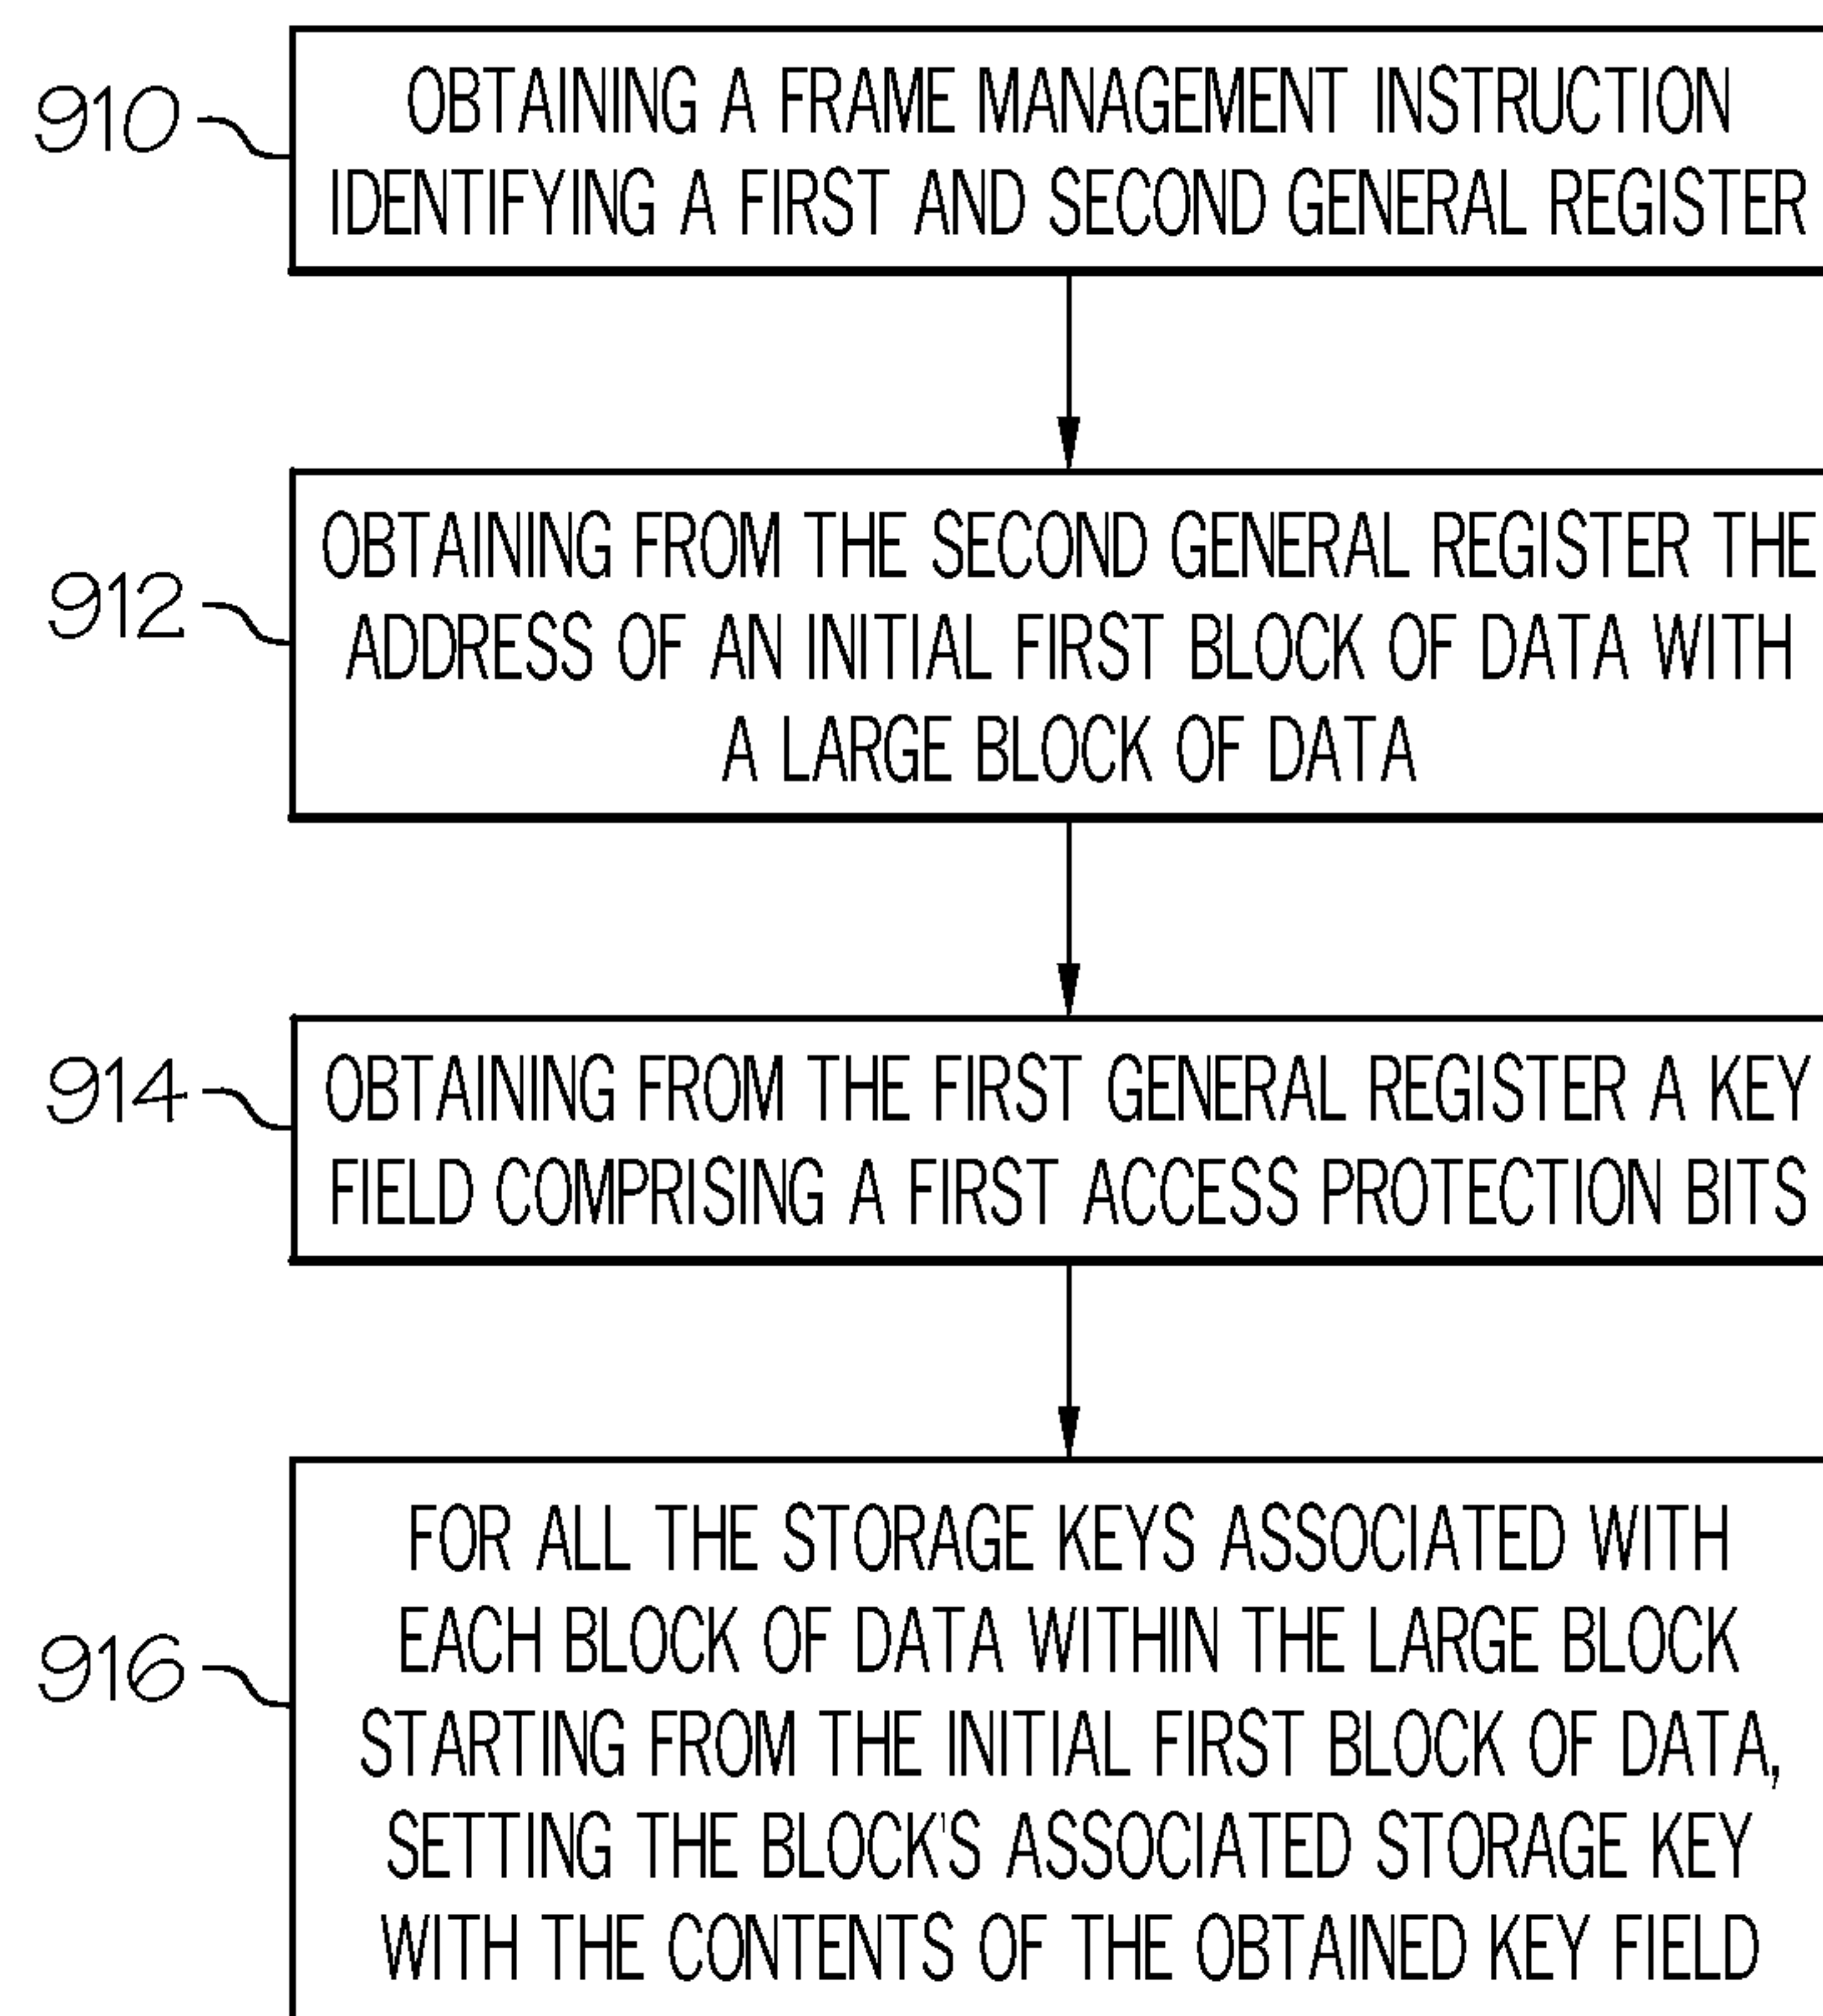 910
OBTAINING A FRAME MANAGEMENT INSTRUCTION
IDENTIFYING A FIRST AND SECOND GENERAL REGISTER
912
OBTAINING FROM THE SECOND GENERAL REGISTER THE
ADDRESS OF AN INITIAL FIRST BLOCK OF DATA WITH
A LARGE BLOCK OF DATA
914
OBTAINING FROM THE FIRST GENERAL REGISTER A KEY
FIELD COMPRISING A FIRST ACCESS PROTECTION BITS
916
FOR ALL THE STORAGE KEYS ASSOCIATED WITH
EACH BLOCK OF DATA WITHIN THE LARGE BLOCK
STARTING FROM THE INITIAL FIRST BLOCK OF DATA,
SETTING THE BLOCK'S ASSOCIATED STORAGE KEY
WITH THE CONTENTS OF THE OBTAINED KEY FIELD